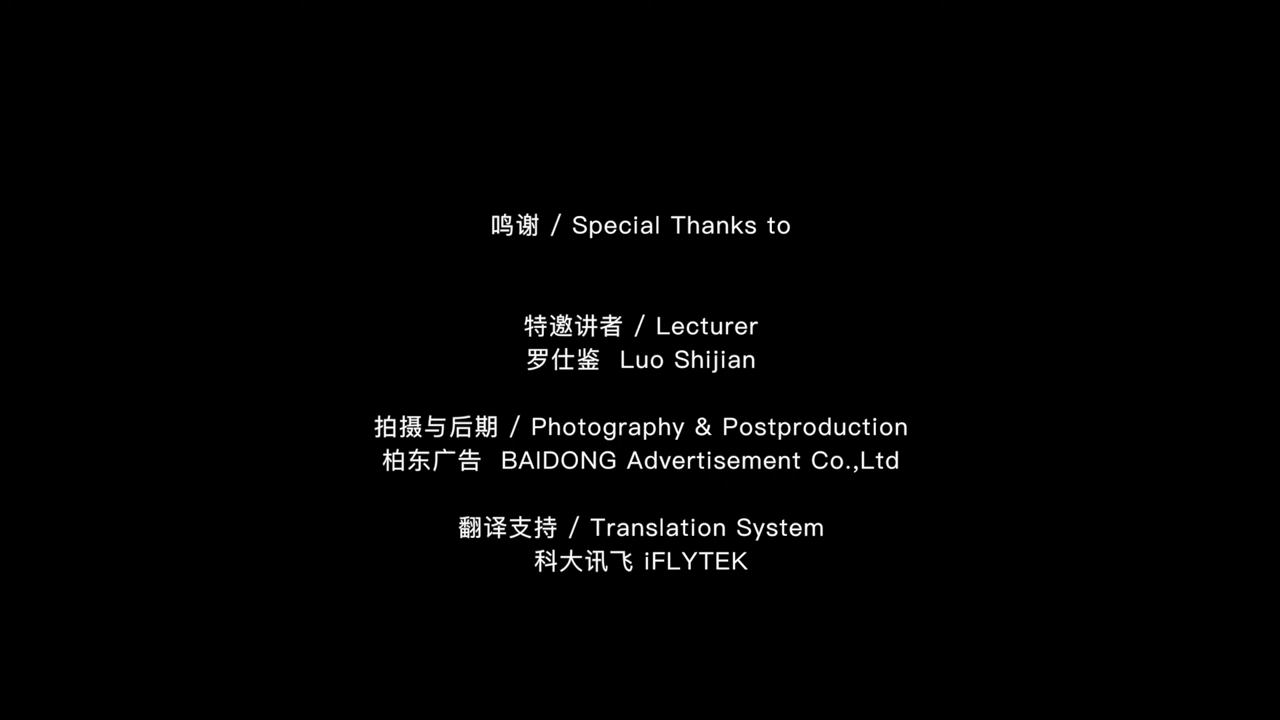 鸣谢 / Special Thanks to
特邀讲者 / Lecturer
罗仕鉴 Luo Shijian
拍摄与后期 / Photography & Postproduction
柏东广告 BAIDONG Advertisement Co.,Ltd
翻译支持 / Translation System
科大讯飞 iFLYTEK